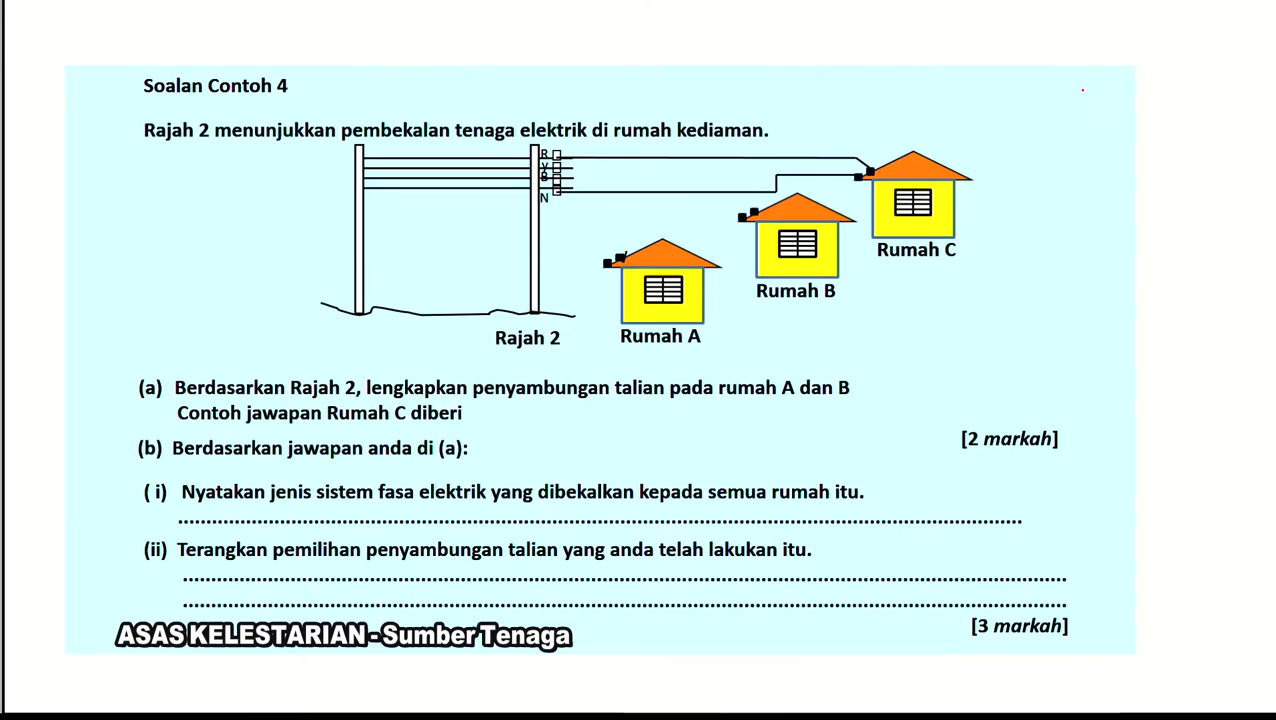 Soalan Contoh 4
Rajah 2 menunjukkan pembekalan tenaga elektrik di rumah kediaman.
R
Y
B
N
Rumah C
Rumah B
Rumah A
Rajah 2
(a) Berdasarkan Rajah 2, lengkapkan penyambungan talian pada rumah A dan B
Contoh jawapan Rumah C diberi
[2 markah]
(b) Berdasarkan jawapan anda di (a):
( i) Nyatakan jenis sistem fasa elektrik yang dibekalkan kepada semua rumah itu.
(ii) Terangkan pemilihan penyambungan talian yang anda telah lakukan itu.
[3 markah]
ASAS KELESTARIAN - Sumber Tenaga